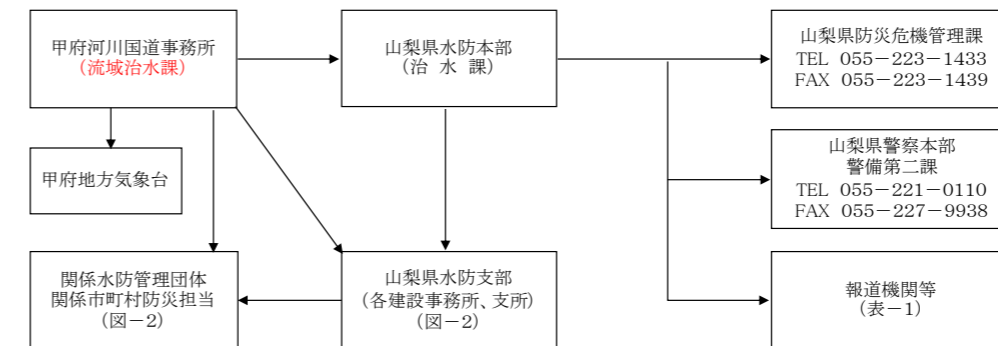 甲府河川国道事務所
（流域治水課）
山梨県水防本部
（治 水 課）
山梨県防災危機管理課
TEL 055－223－1433
FAX 055－223－1439
甲府地方気象台
山梨県警察本部
警備第二課
TEL 055－221－0110
FAX 055－227－9938
関係水防管理団体
関係市町村防災担当
（図－2）
山梨県水防支部
（各建設事務所、支所）
（図－2）
報道機関等
（表－1）